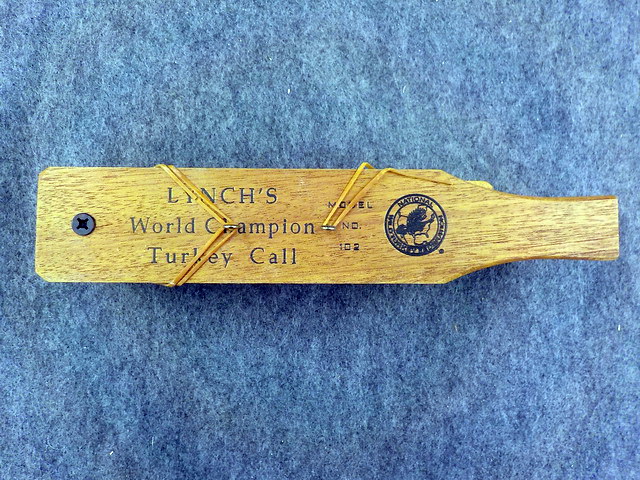 LYNCH'S
World Champion
Turkey Call
MODEL
NO.
102
NATIONAL